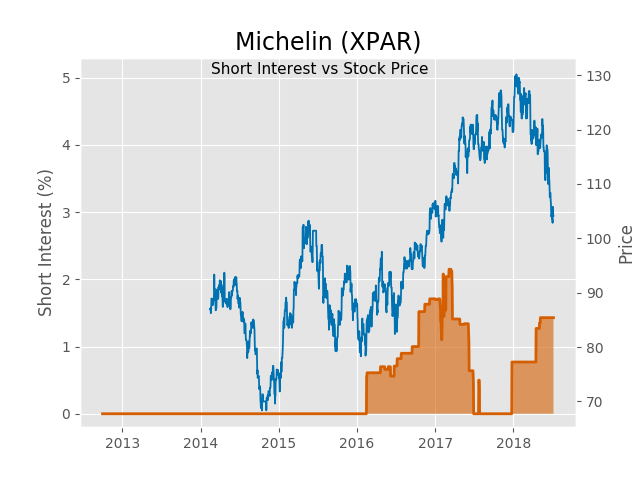 Michelin (XPAR)
Short Interest vs Stock Price
Short Interest (%)
5
4
3
2
1
0
130
120
110
100
90
80
70
Price
2013 2014 2015 2016 2017 2018